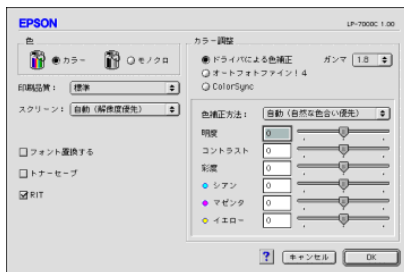 EPSON
LP-7000C 1.00
色
カラー
モノクロ
印刷品質： 標準
スクリーン： 自動（解像度優先）
フォント置換する
トナーセーブ
RIT
カラー調整
ドライバによる色補正
ガンマ 1.8
オートフォトファイン！4
ColorSync
色補正方法： 自動（自然な色合い優先）
明度 0
コントラスト 0
彩度 0
シアン 0
マゼンタ 0
イエロー 0
? キャンセル OK